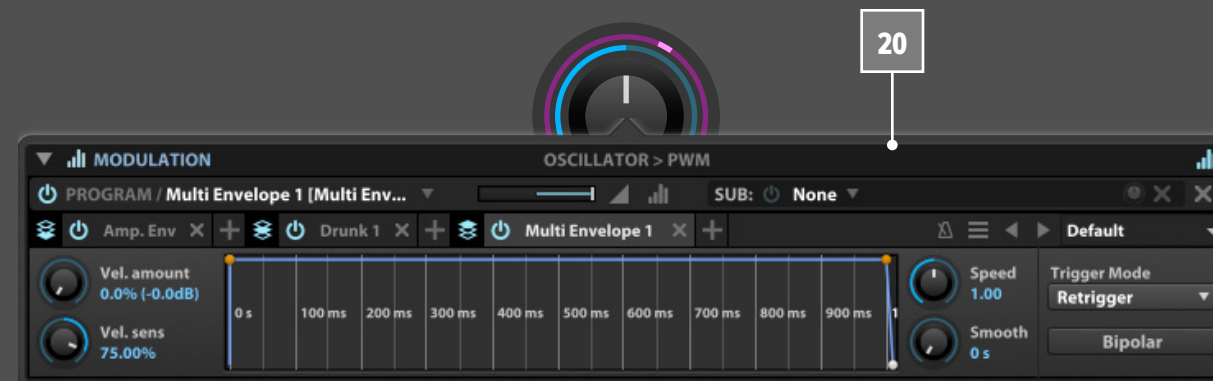 20
MODULATION OSCILLATOR > PWM
PROGRAM / Multi Envelope 1 [Multi Env... SUB: None
Amp. Env Drunk 1 Multi Envelope 1 Default
Vel. amount
0.0% (-0.0dB)
Vel. sens
75.00%
0 s 100 ms 200 ms 300 ms 400 ms 500 ms 600 ms 700 ms 800 ms 900 ms 1
Speed
1.00
Smooth
0 s
Trigger Mode
Retrigger
Bipolar